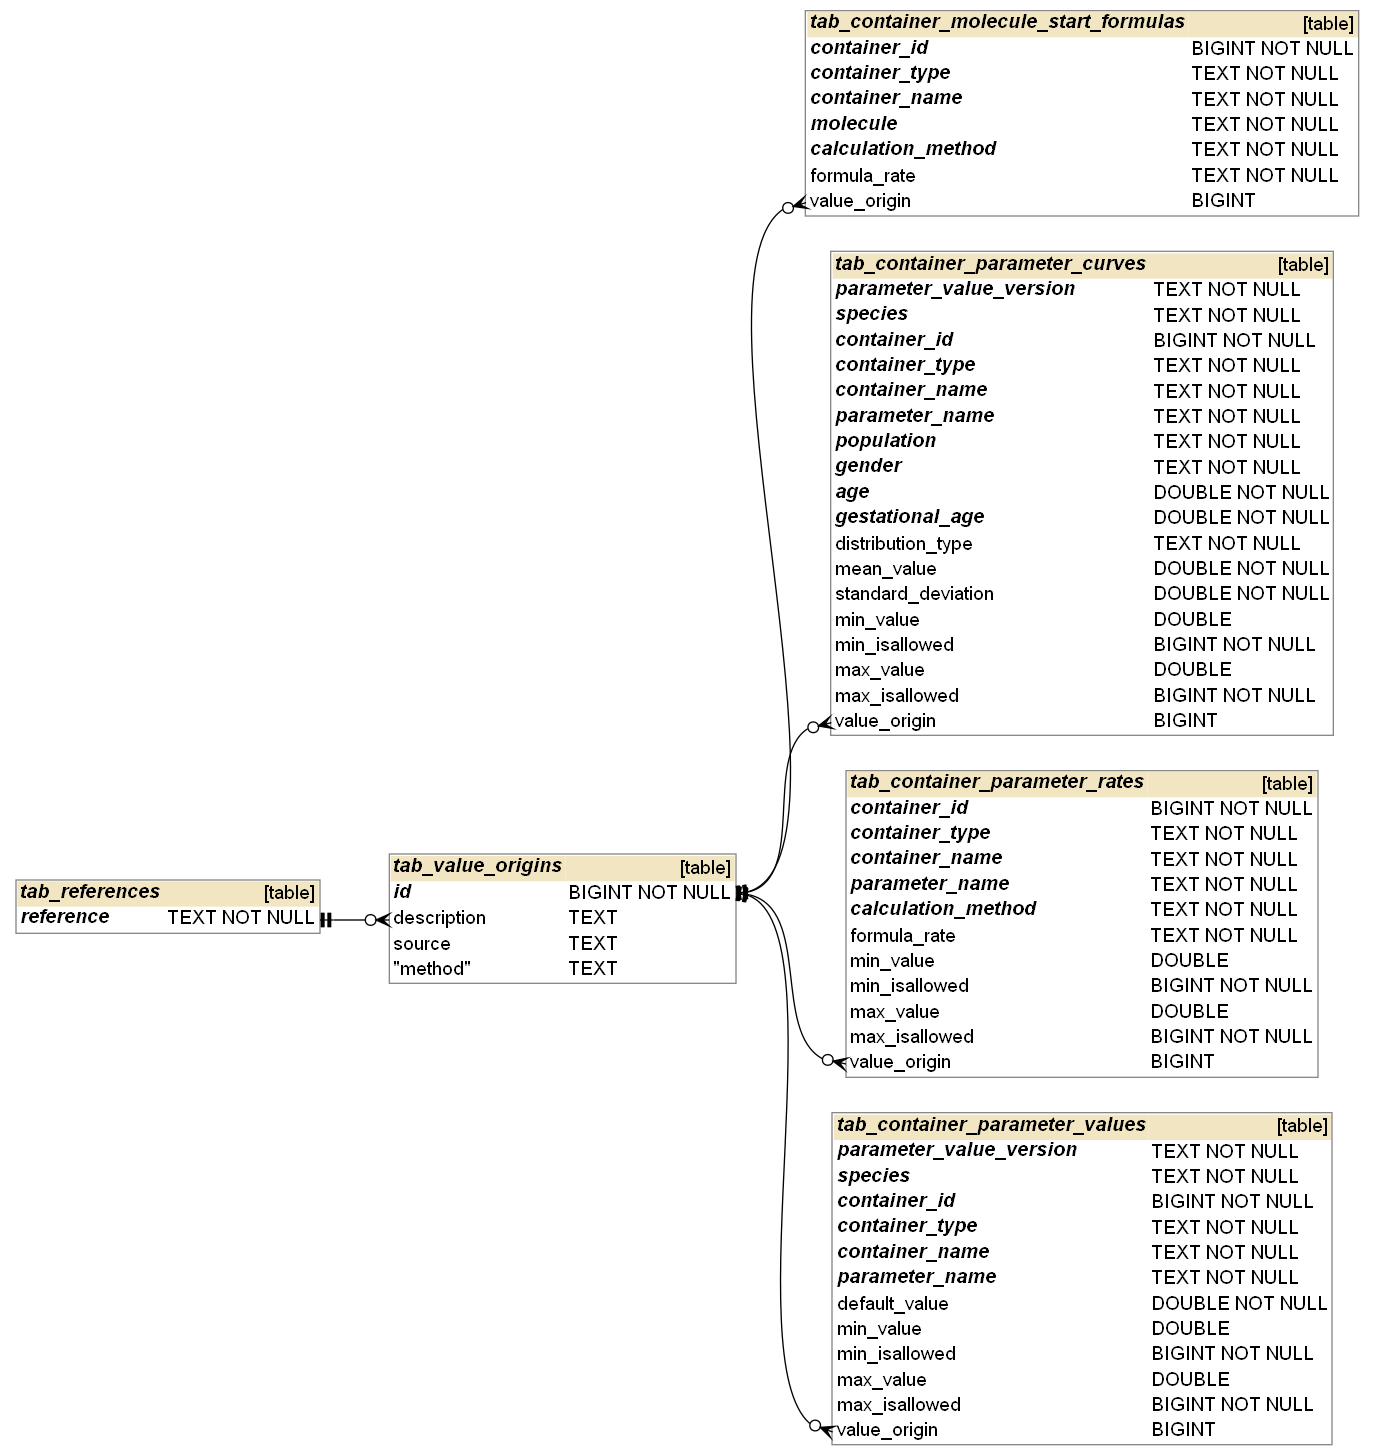 tab_container_molecule_start_formulas [table]
container_id BIGINT NOT NULL
container_type TEXT NOT NULL
container_name TEXT NOT NULL
molecule TEXT NOT NULL
calculation_method TEXT NOT NULL
formula_rate TEXT NOT NULL
value_origin BIGINT
tab_container_parameter_curves [table]
parameter_value_version TEXT NOT NULL
species TEXT NOT NULL
container_id BIGINT NOT NULL
container_type TEXT NOT NULL
container_name TEXT NOT NULL
parameter_name TEXT NOT NULL
population TEXT NOT NULL
gender TEXT NOT NULL
age DOUBLE NOT NULL
gestational_age DOUBLE NOT NULL
distribution_type TEXT NOT NULL
mean_value DOUBLE NOT NULL
standard_deviation DOUBLE NOT NULL
min_value DOUBLE
min_isallowed BIGINT NOT NULL
max_value DOUBLE
max_isallowed BIGINT NOT NULL
value_origin BIGINT
tab_references [table]
reference TEXT NOT NULL
tab_value_origins [table]
id BIGINT NOT NULL
description TEXT
source TEXT
"method" TEXT
tab_container_parameter_rates [table]
container_id BIGINT NOT NULL
container_type TEXT NOT NULL
container_name TEXT NOT NULL
parameter_name TEXT NOT NULL
calculation_method TEXT NOT NULL
formula_rate TEXT NOT NULL
min_value DOUBLE
min_isallowed BIGINT NOT NULL
max_value DOUBLE
max_isallowed BIGINT NOT NULL
value_origin BIGINT
tab_container_parameter_values [table]
parameter_value_version TEXT NOT NULL
species TEXT NOT NULL
container_id BIGINT NOT NULL
container_type TEXT NOT NULL
container_name TEXT NOT NULL
parameter_name TEXT NOT NULL
default_value DOUBLE NOT NULL
min_value DOUBLE
min_isallowed BIGINT NOT NULL
max_value DOUBLE
max_isallowed BIGINT NOT NULL
value_origin BIGINT